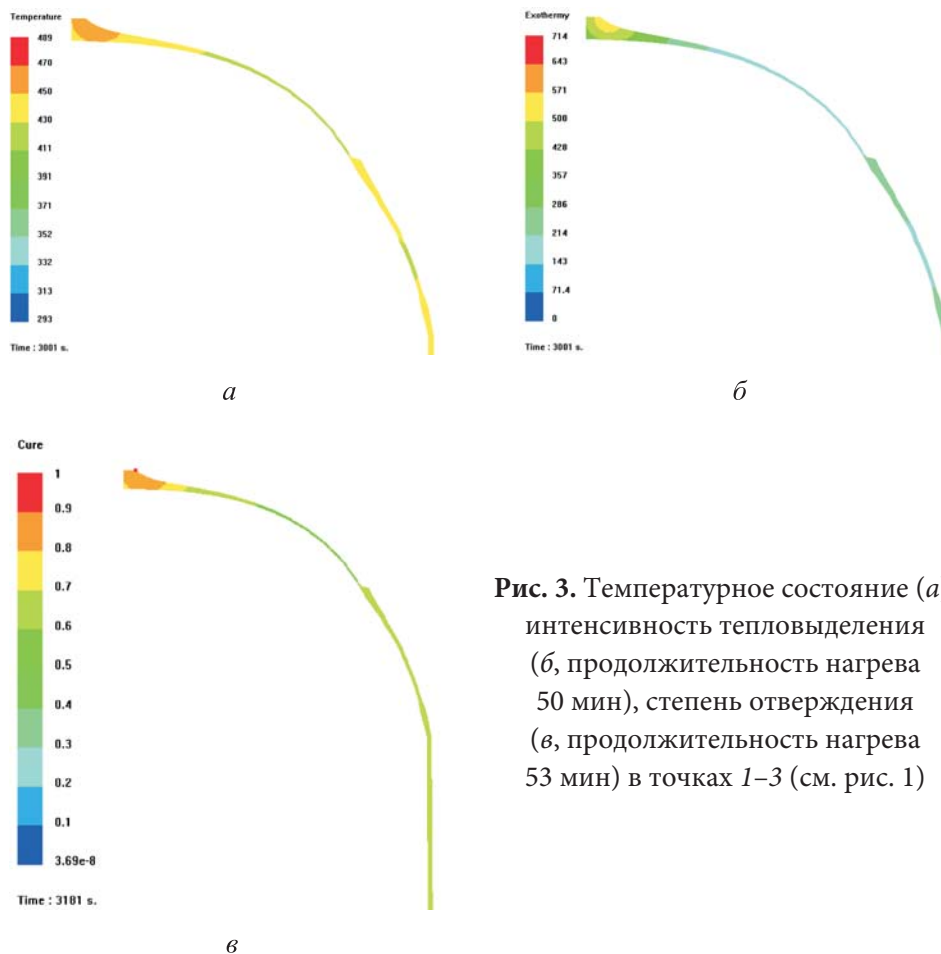 Temperature
489
470
450
430
411
391
371
352
332
313
293
Time : 3001 s.
а
Exothermy
714
643
571
500
428
357
286
214
143
71.4
0
Time : 3001 s.
б
Cure
1
0.9
0.8
0.7
0.6
0.5
0.4
0.3
0.2
0.1
3.69e-8
Time : 3181 s.
в
Рис. 3. Температурное состояние (а
интенсивность тепловыделения
(б, продолжительность нагрева
50 мин), степень отверждения
(в, продолжительность нагрева
53 мин) в точках 1–3 (см. рис. 1)